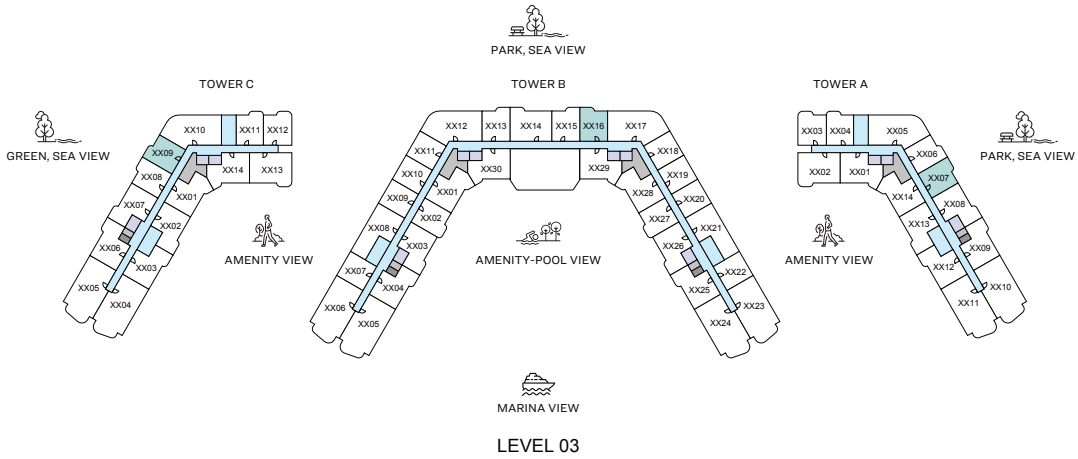 PARK, SEA VIEW
TOWER C
TOWER B
TOWER A
GREEN, SEA VIEW
PARK, SEA VIEW
XX10
XX11
XX12
XX09
XX08
XX07
XX06
XX05
XX04
XX03
XX02
XX01
XX14
XX13
XX12
XX13
XX14
XX15
XX16
XX17
XX11
XX10
XX09
XX08
XX07
XX06
XX05
XX04
XX03
XX02
XX01
XX30
XX29
XX28
XX27
XX26
XX25
XX24
XX18
XX19
XX20
XX21
XX22
XX23
XX03
XX04
XX05
XX02
XX01
XX06
XX07
XX08
XX09
XX10
XX14
XX13
XX12
XX11
AMENITY VIEW
AMENITY-POOL VIEW
AMENITY VIEW
MARINA VIEW
LEVEL 03